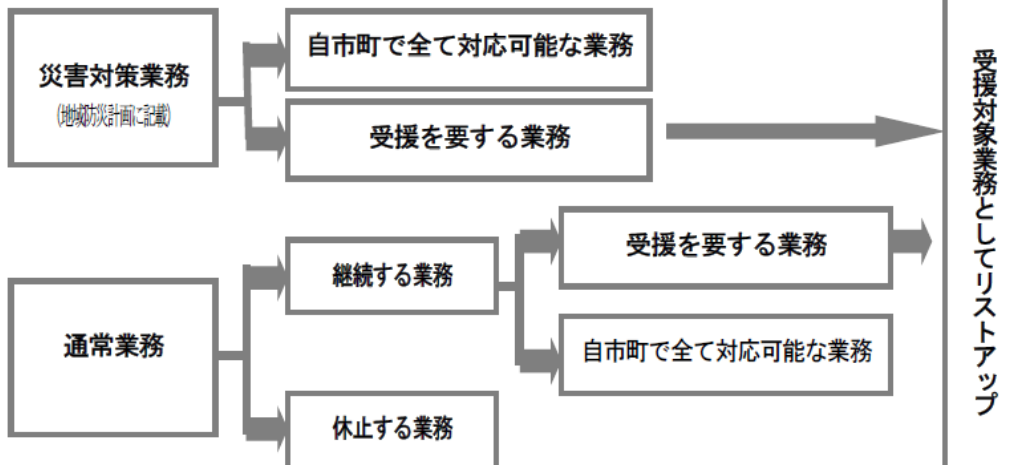 災害対策業務
(地域防災計画に記載)
自市町で全て対応可能な業務
受援を要する業務
通常業務
継続する業務
休止する業務
受援を要する業務
自市町で全て対応可能な業務
受援対象業務としてリストアップ